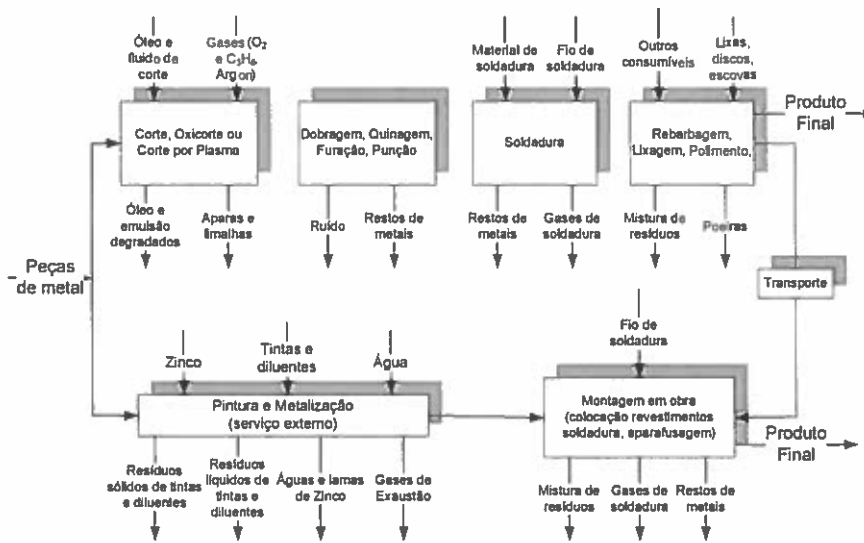 Óleo e
fluido de
corte
Gases (O2
e C3H8,
Argon)
Material de
soldadura
Fio de
soldadura
Outros
consumíveis
Lixas,
discos,
escovas
Corte, Oxicorte ou
Corte por Plasma
Dobragem, Quinagem,
Furação, Punção
Soldadura
Rebarbagem,
Lixagem, Polimento,
Produto
Final
Óleo e
emulsão
degradados
Aparas e
limalhas
Ruído
Restos de
metais
Restos de
metais
Gases de
soldadura
Mistura de
resíduos
Poeiras
Peças
de metal
Transporte
Zinco
Tintas e
diluentes
Água
Fio de
soldadura
Pintura e Metalização
(serviço externo)
Montagem em obra
(colocação revestimentos
soldadura, aparafusagem)
Produto
Final
Resíduos
sólidos de tintas
e diluentes
Resíduos
líquidos de
tintas e
diluentes
Águas e lamas
de Zinco
Gases de
Exaustão
Mistura de
resíduos
Gases de
soldadura
Restos de
metais